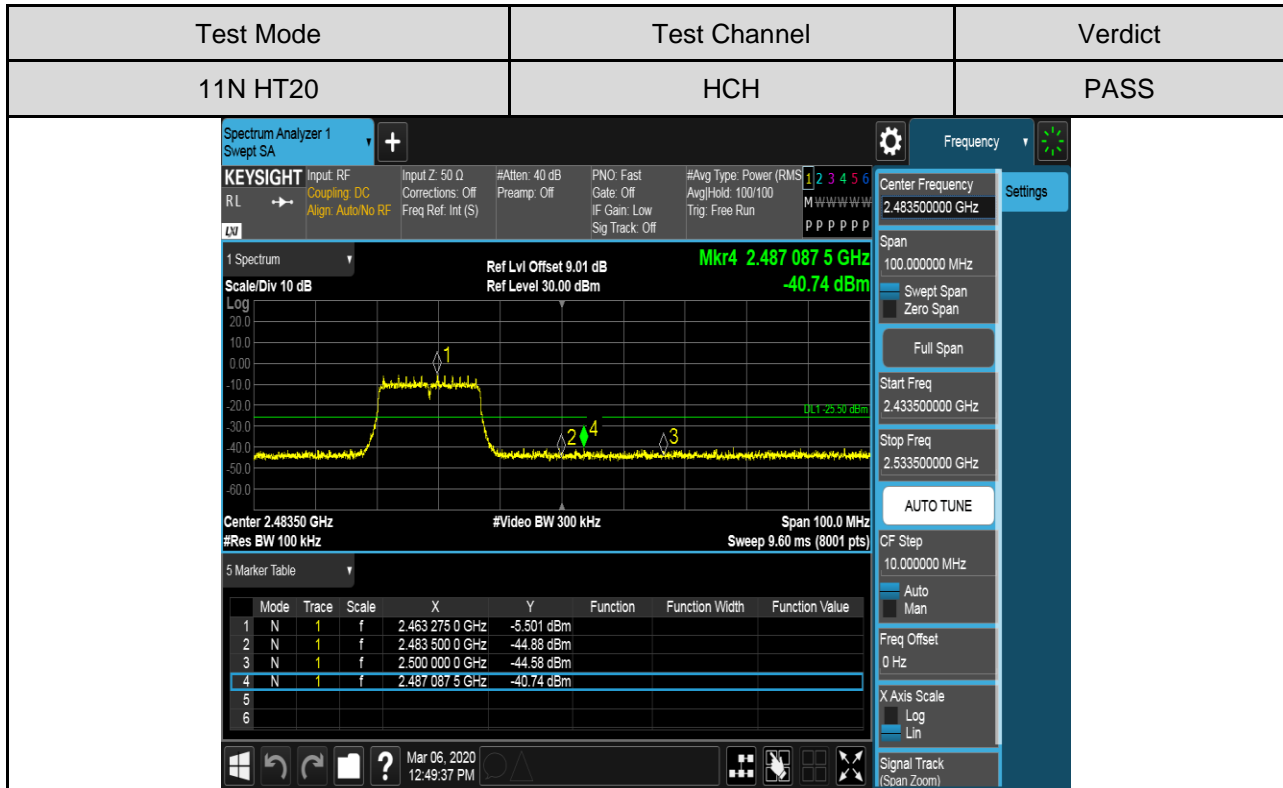 Test Mode Test Channel Verdict
11N HT20 HCH PASS
Spectrum Analyzer 1
Swept SA
+
Frequency
KEYSIGHT Input: RF Input Z: 50 Ω #Atten: 40 dB PNO: Fast #Avg Type: Power (RMS 1 2 3 4 5 6
RL Coupling: DC Corrections: Off Preamp: Off Gate: Off Avg|Hold: 100/100 M W W W W W
Align: Auto/No RF Freq Ref: Int (S) IF Gain: Low Trig: Free Run
LXI Sig Track: Off P P P P P P
Center Frequency
2.483500000 GHz
Settings
Span
100.000000 MHz
Swept Span
Zero Span
Full Span
Start Freq
2.433500000 GHz
Stop Freq
2.533500000 GHz
AUTO TUNE
CF Step
10.000000 MHz
Auto
Man
Freq Offset
0 Hz
X Axis Scale
Log
Lin
Signal Track
(Span Zoom)
1 Spectrum
Ref Lvl Offset 9.01 dB Mkr4 2.487 087 5 GHz
Scale/Div 10 dB Ref Level 30.00 dBm -40.74 dBm
Log
20.0
10.0
0.00
-10.0
-20.0
-30.0
-40.0
-50.0
-60.0
1
DL1 -25.50 dBm
2 4 3
Center 2.48350 GHz #Video BW 300 kHz Span 100.0 MHz
#Res BW 100 kHz Sweep 9.60 ms (8001 pts)
5 Marker Table
Mode Trace Scale X Y Function Function Width Function Value
1 N 1 f 2.463 275 0 GHz -5.501 dBm
2 N 1 f 2.483 500 0 GHz -44.88 dBm
3 N 1 f 2.500 000 0 GHz -44.58 dBm
4 N 1 f 2.487 087 5 GHz -40.74 dBm
5
6
? Mar 06, 2020
12:49:37 PM